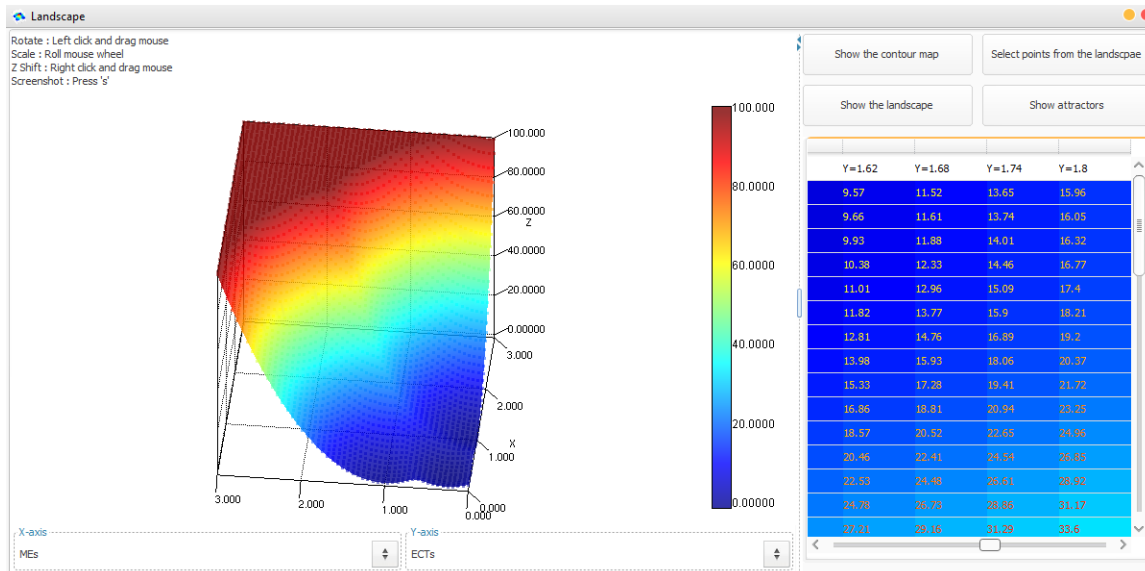 Landscape
Rotate : Left click and drag mouse
Scale : Roll mouse wheel
Z Shift : Right click and drag mouse
Screenshot : Press 's'
100.000
80.0000
60.0000
Z
40.0000
20.0000
0.00000
3.000
2.000
X
1.000
0.000
3.000
2.000
1.000
0.000
100.000
80.0000
60.0000
40.0000
20.0000
0.00000
X-axis
MEs
Y-axis
ECTs
Show the contour map
Select points from the landscpae
Show the landscape
Show attractors
Y=1.62 Y=1.68 Y=1.74 Y=1.8
9.57 11.52 13.65 15.96
9.66 11.61 13.74 16.05
9.93 11.88 14.01 16.32
10.38 12.33 14.46 16.77
11.01 12.96 15.09 17.4
11.82 13.77 15.9 18.21
12.81 14.76 16.89 19.2
13.98 15.93 18.06 20.37
15.33 17.28 19.41 21.72
16.86 18.81 20.94 23.25
18.57 20.52 22.65 24.96
20.46 22.41 24.54 26.85
22.53 24.48 26.61 28.92
24.78 26.73 28.86 31.17
27.21 29.16 31.29 33.6